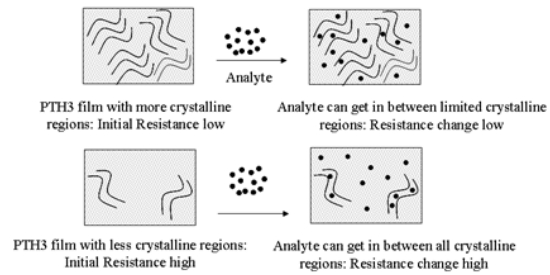 Analyte
PTH3 film with more crystalline
regions: Initial Resistance low
Analyte can get in between limited crystalline
regions: Resistance change low
PTH3 film with less crystalline regions:
Initial Resistance high
Analyte can get in between all crystalline
regions: Resistance change high